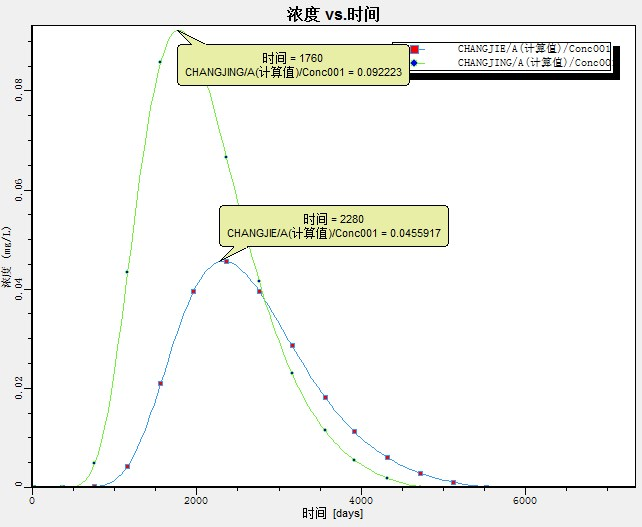 浓度 vs.时间
CHANGJIE/A(计算值)/Conc001
CHANGJING/A(计算值)/Conc00
时间 = 1760
CHANGJING/A(计算值)/Conc001 = 0.092223
时间 = 2280
CHANGJIE/A(计算值)/Conc001 = 0.0455917
浓度 (mg/L)
0.08
0.06
0.04
0.02
0
0 2000 4000 6000
时间 [days]